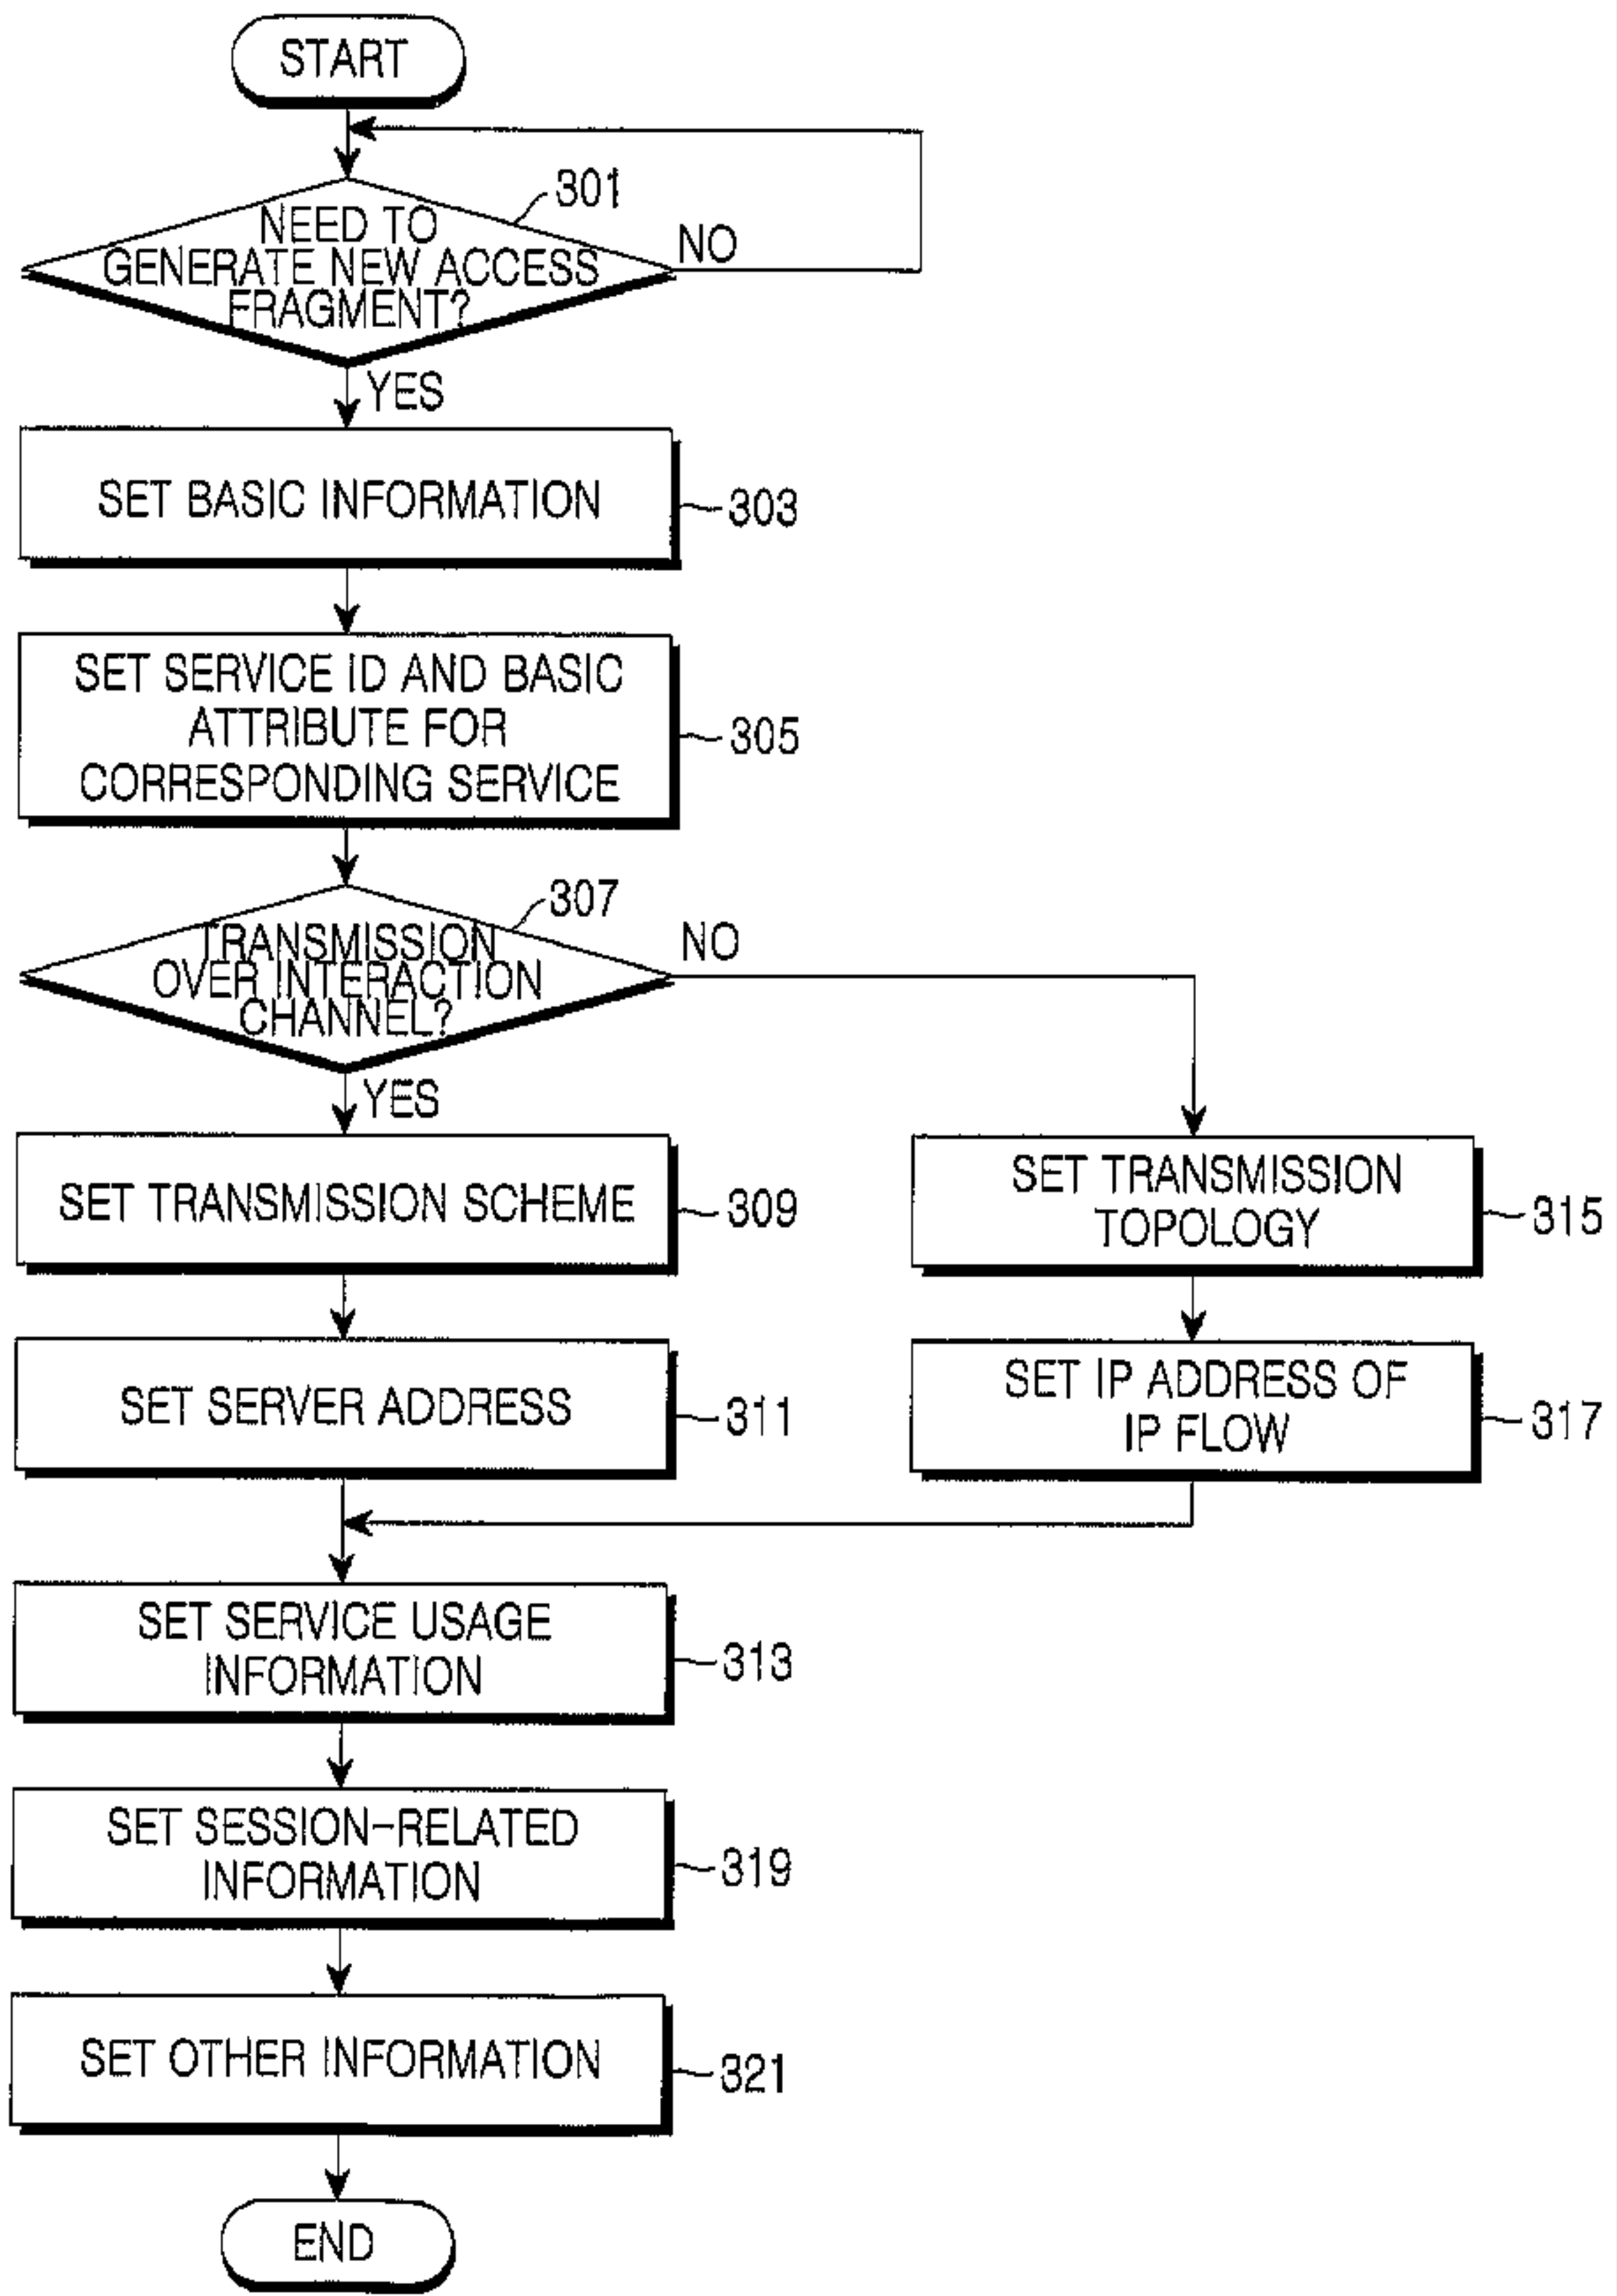 START
301
NEED TO
GENERATE NEW ACCESS
FRAGMENT?
NO
YES
SET BASIC INFORMATION
303
SET SERVICE ID AND BASIC
ATTRIBUTE FOR
CORRESPONDING SERVICE
305
307
TRANSMISSION
OVER INTERACTION
CHANNEL?
NO
YES
SET TRANSMISSION SCHEME
309
SET TRANSMISSION
TOPOLOGY
315
SET SERVER ADDRESS
311
SET IP ADDRESS OF
IP FLOW
317
SET SERVICE USAGE
INFORMATION
313
SET SESSION-RELATED
INFORMATION
319
SET OTHER INFORMATION
321
END